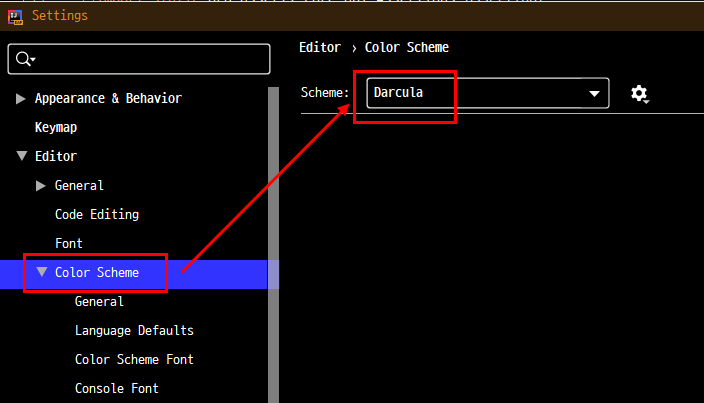 Settings
Editor › Color Scheme
Scheme: Darcula
Appearance & Behavior
Keymap
Editor
General
Code Editing
Font
Color Scheme
General
Language Defaults
Color Scheme Font
Console Font